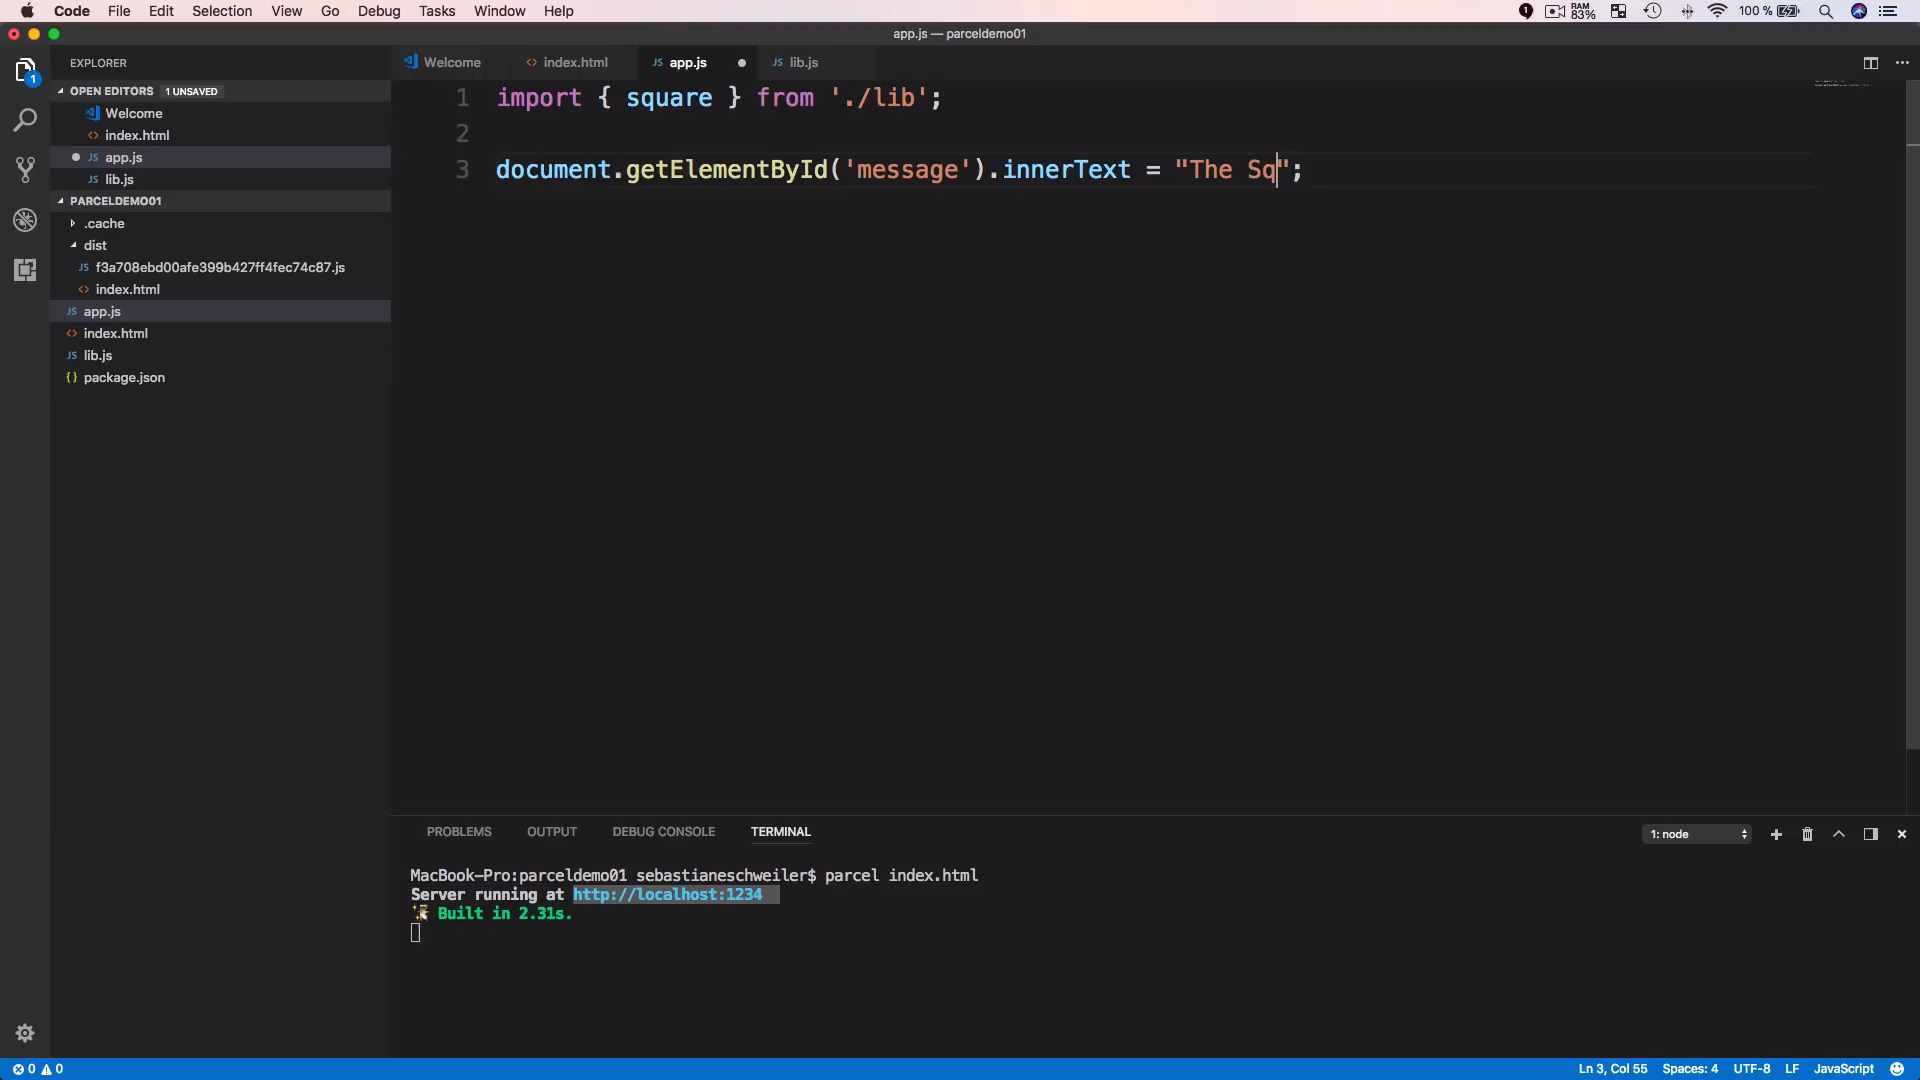 Code File Edit Selection View Go Debug Tasks Window Help
RAM 83% 100 %
app.js — parceldemo01
EXPLORER
Welcome index.html app.js lib.js
OPEN EDITORS 1 UNSAVED
Welcome
index.html
app.js
lib.js
PARCELDEMO01
.cache
dist
f3a708ebd00afe399b427ff4fec74c87.js
index.html
app.js
index.html
lib.js
package.json
1 import { square } from './lib';
2
3 document.getElementById('message').innerText = "The Sq";
PROBLEMS OUTPUT DEBUG CONSOLE TERMINAL 1: node
MacBook-Pro:parceldemo01 sebastianeschweiler$ parcel index.html
Server running at http://localhost:1234
✨ Built in 2.31s.
0 0 Ln 3, Col 55 Spaces: 4 UTF-8 LF JavaScript